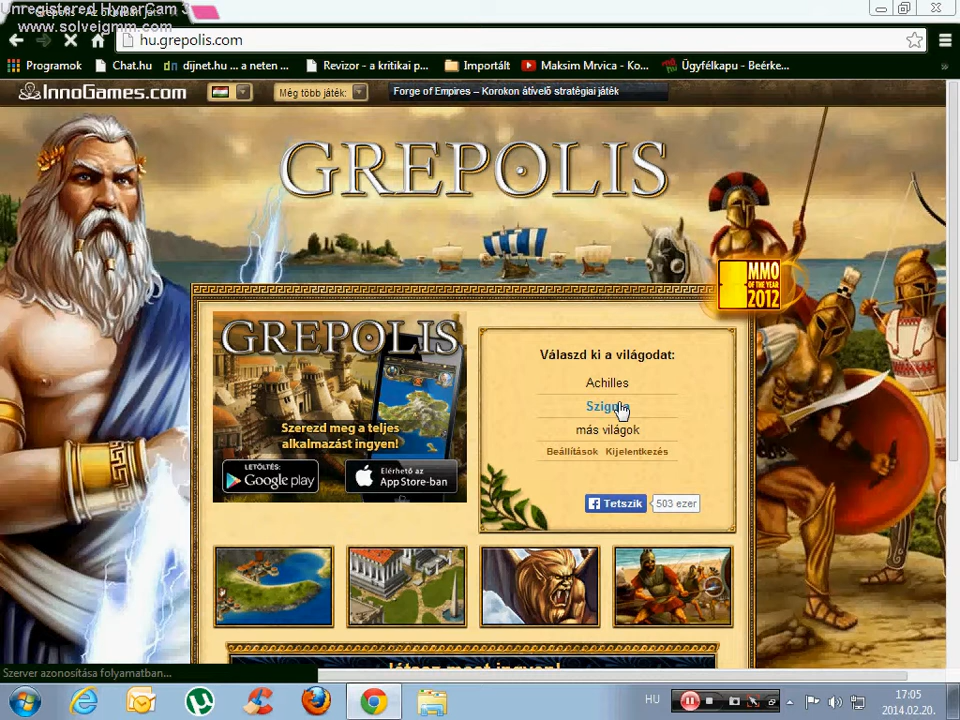 Unregistered HyperCam 3
www.solveigmm.com
hu.grepolis.com
Programok
Chat.hu
dijnet.hu ... a neten ...
Revizor - a kritikai p...
Importált
Maksim Mrvica - Ko...
Ügyfélkapu - Beérke...
InnoGames.com
Még több játék:
Forge of Empires – Korokon átívelő stratégiai játék
GREPOLIS
MMO
OF THE YEAR
2012
GREPOLIS
Szerezd meg a teljes
alkalmazást ingyen!
LETÖLTÉS:
Google play
Elérhető az
App Store-ban
Válaszd ki a világodat:
Achilles
más világok
Beállítások Kijelentkezés
Tetszik
503 ezer
Játssz most ingyen!
Szerver azonosítása folyamatban...
HU
17:05
2014.02.20.